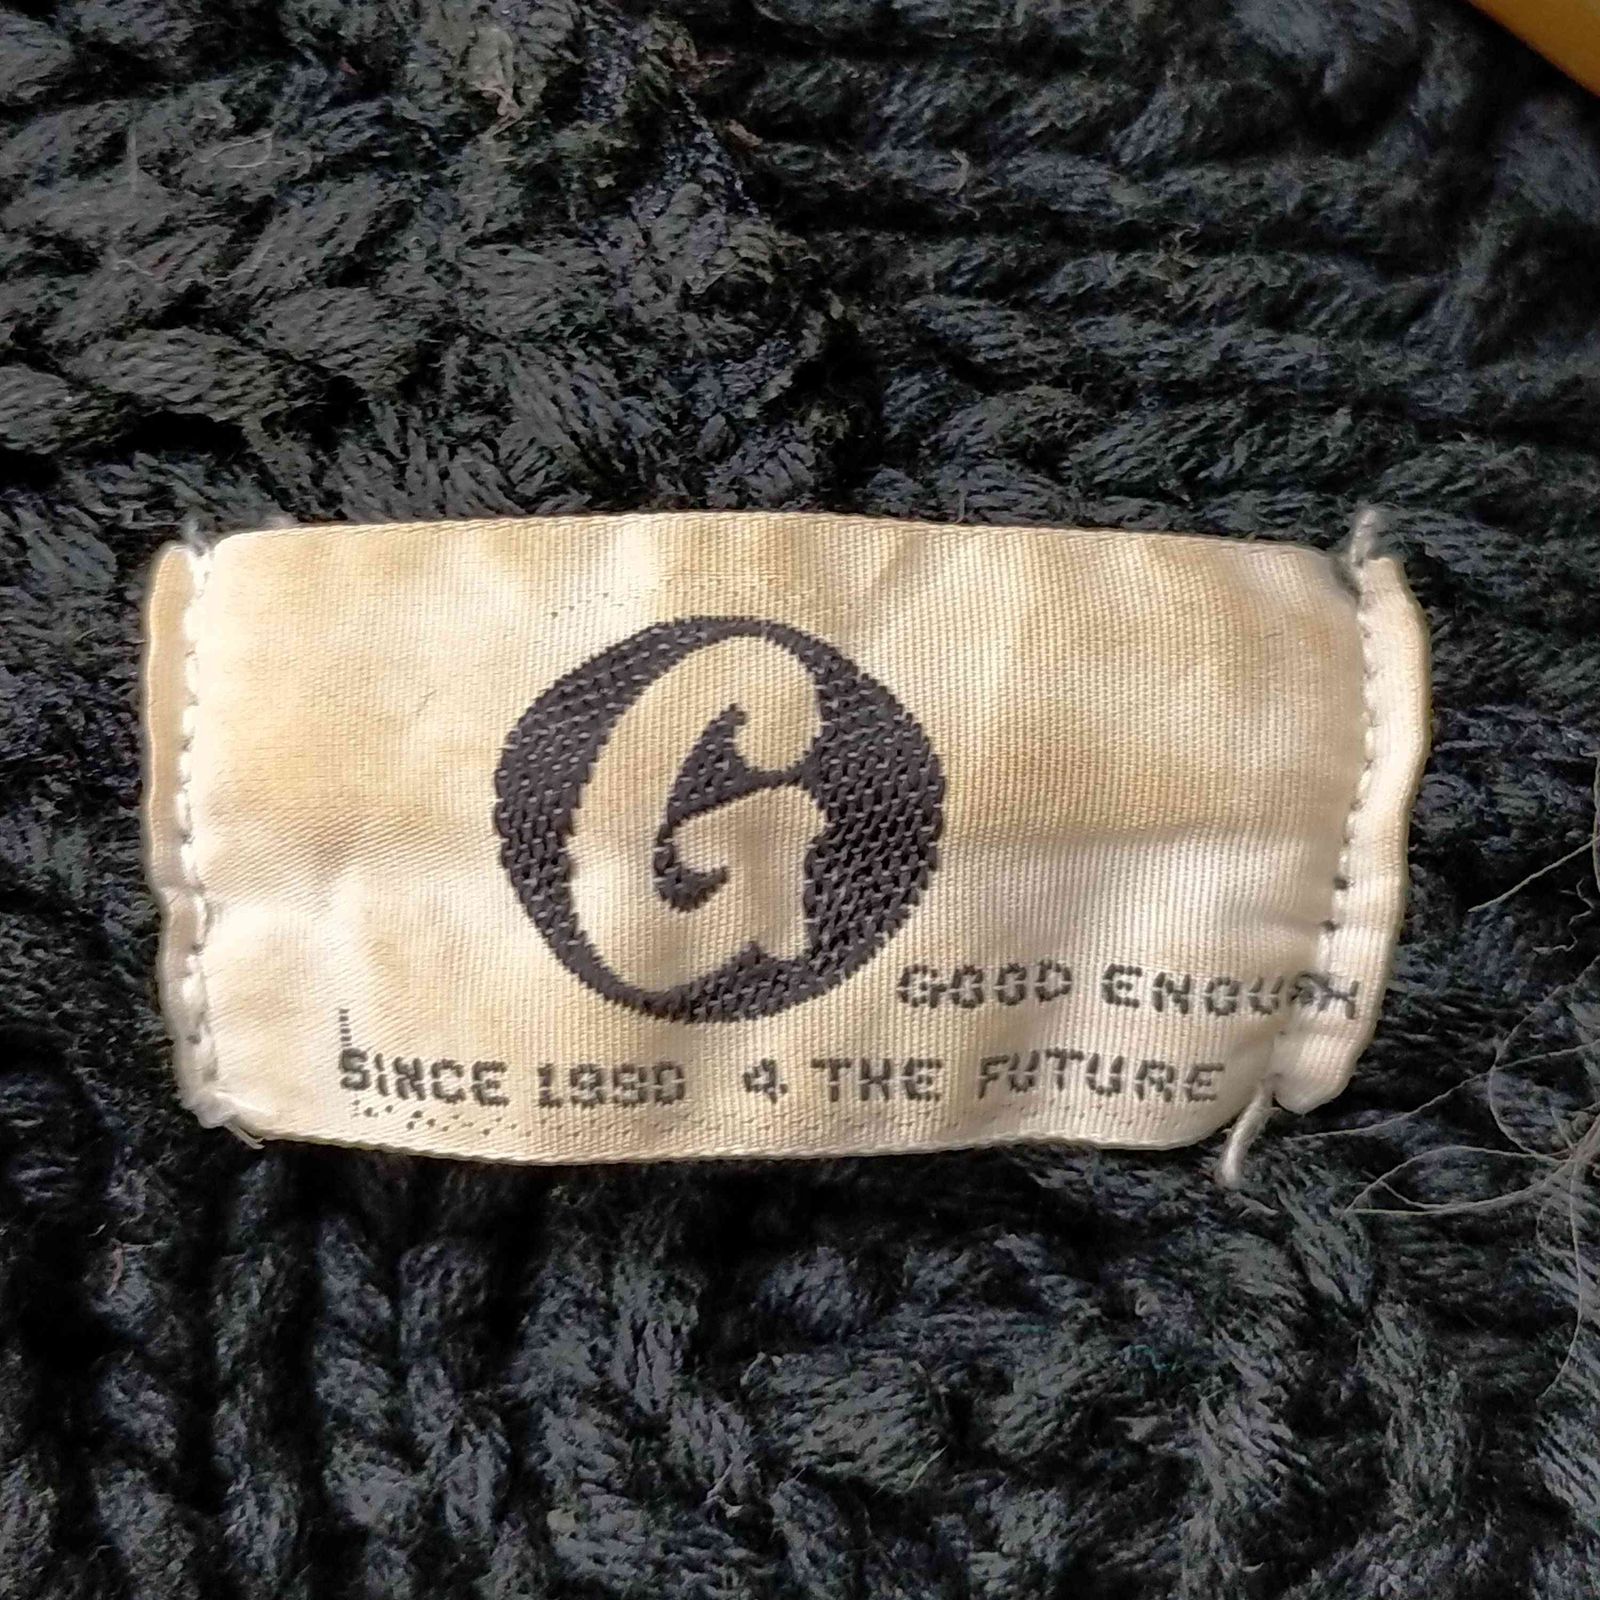 G
GOOD ENOUGH
SINCE 1990 4 THE FUTURE